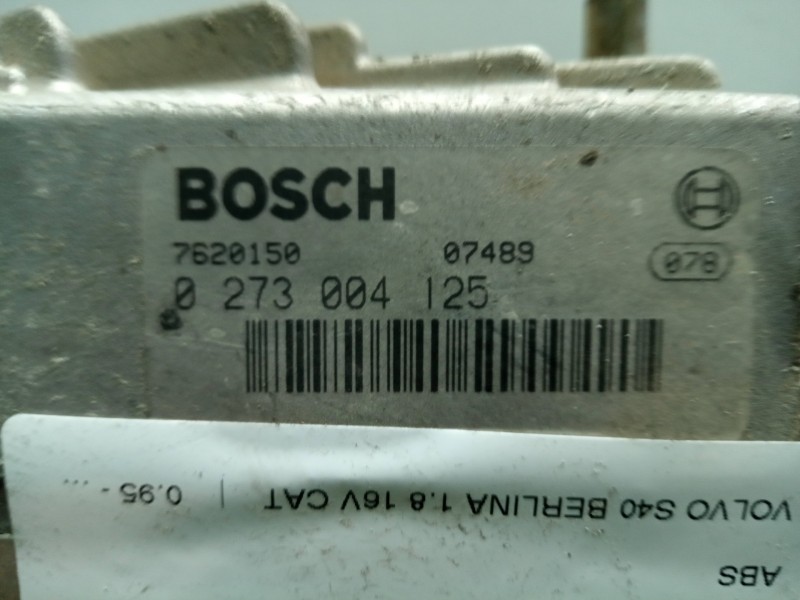 BOSCH
7620150 07489
0 273 004 125 078
ABS
VOLVO S40 BERLINA 1.8 16V CAT | 0.95 - ...